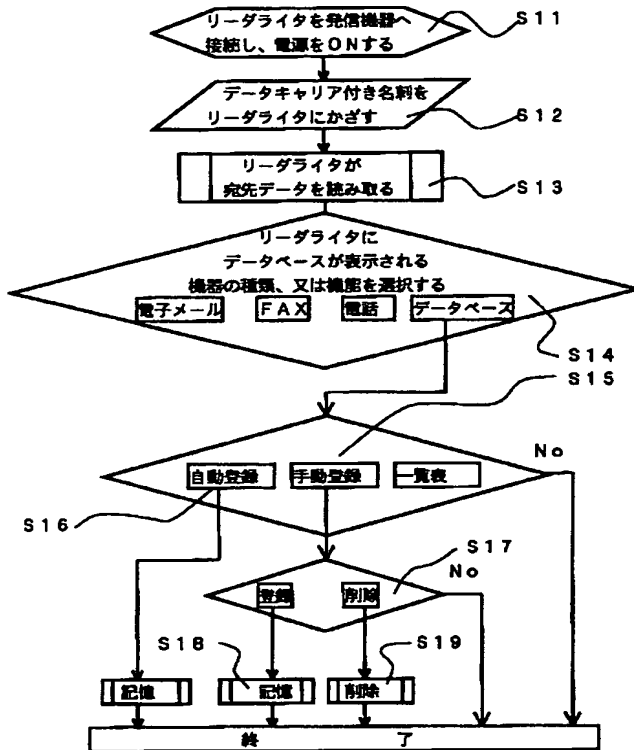 リーダライタを発信機器へ
接続し、電源をＯＮする
Ｓ１１
データキャリア付き名刺を
リーダライタにかざす
Ｓ１２
リーダライタが
宛先データを読み取る
Ｓ１３
リーダライタに
データベースが表示される
機器の種類、又は機能を選択する
電子メール ＦＡＸ 電話 データベース
Ｓ１４
Ｓ１５
Ｎｏ
自動登録 手動登録 一覧表
Ｓ１６
Ｓ１７
Ｎｏ
登録 削除
Ｓ１８ Ｓ１９
記憶 記憶 削除
終 了